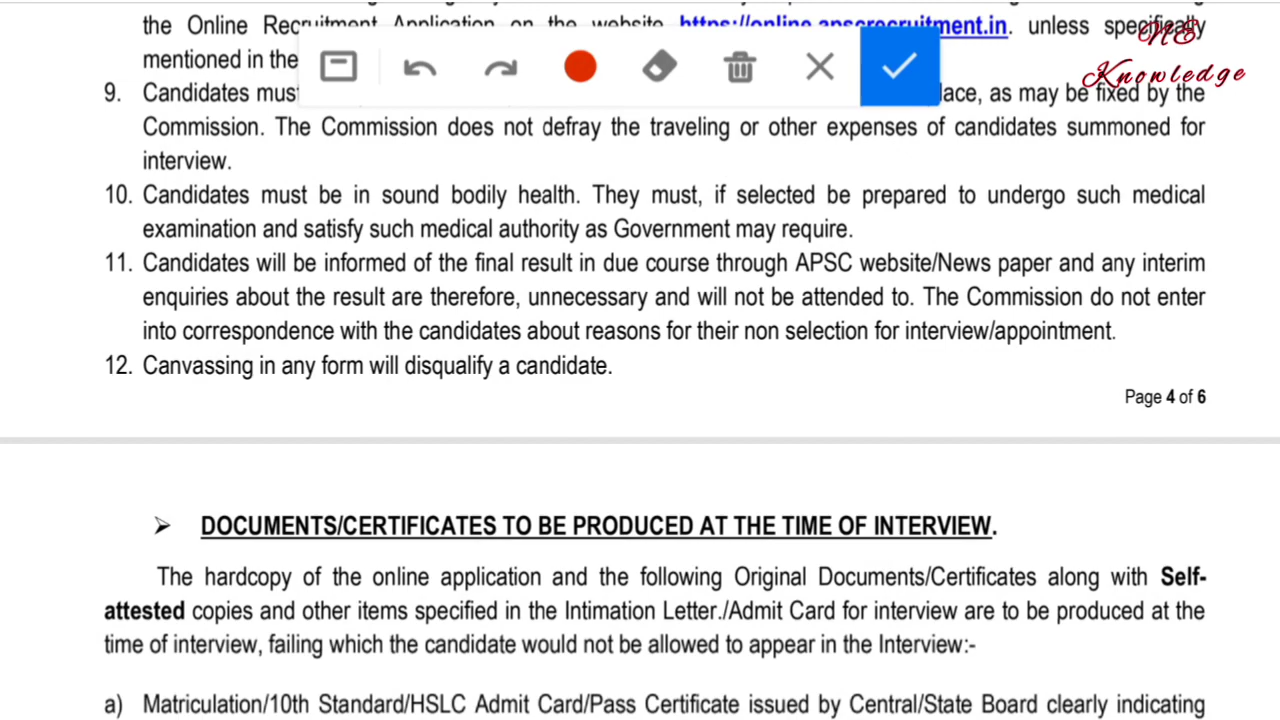 the Online Recruitment Application on the website https://online.apscrecruitment.in. unless specifically
mentioned in the
NE
Knowledge
9. Candidates must lace, as may be fixed by the
Commission. The Commission does not defray the traveling or other expenses of candidates summoned for
interview.
10. Candidates must be in sound bodily health. They must, if selected be prepared to undergo such medical
examination and satisfy such medical authority as Government may require.
11. Candidates will be informed of the final result in due course through APSC website/News paper and any interim
enquiries about the result are therefore, unnecessary and will not be attended to. The Commission do not enter
into correspondence with the candidates about reasons for their non selection for interview/appointment.
12. Canvassing in any form will disqualify a candidate.
Page 4 of 6
➢ DOCUMENTS/CERTIFICATES TO BE PRODUCED AT THE TIME OF INTERVIEW.
The hardcopy of the online application and the following Original Documents/Certificates along with Self-
attested copies and other items specified in the Intimation Letter./Admit Card for interview are to be produced at the
time of interview, failing which the candidate would not be allowed to appear in the Interview:-
a) Matriculation/10th Standard/HSLC Admit Card/Pass Certificate issued by Central/State Board clearly indicating